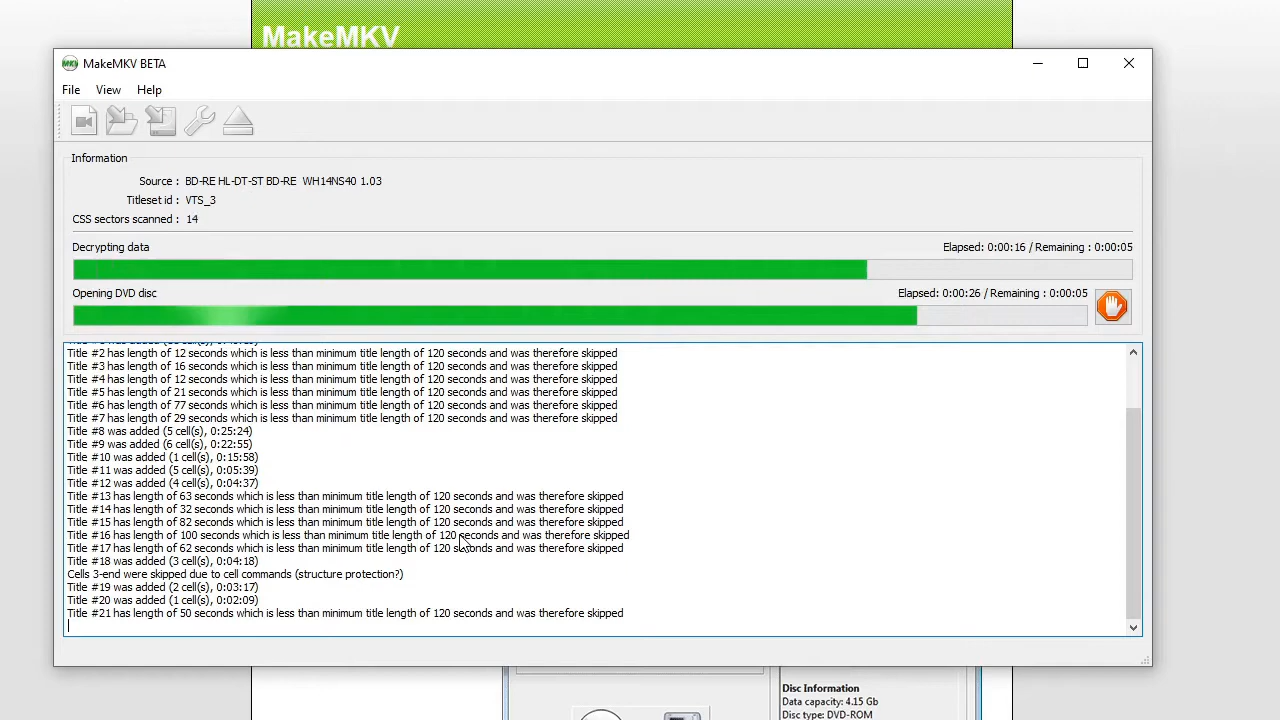 MakeMKV
MakeMKV BETA
File View Help
Information
Source : BD-RE HL-DT-ST BD-RE WH14NS40 1.03
Titleset id : VTS_3
CSS sectors scanned : 14
Decrypting data Elapsed: 0:00:16 / Remaining : 0:00:05
Opening DVD disc Elapsed: 0:00:26 / Remaining : 0:00:05
Title #3 has length of 12 seconds which is less than minimum title length of 120 seconds and was therefore skipped
Title #3 has length of 16 seconds which is less than minimum title length of 120 seconds and was therefore skipped
Title #4 has length of 12 seconds which is less than minimum title length of 120 seconds and was therefore skipped
Title #5 has length of 21 seconds which is less than minimum title length of 120 seconds and was therefore skipped
Title #6 has length of 77 seconds which is less than minimum title length of 120 seconds and was therefore skipped
Title #7 has length of 29 seconds which is less than minimum title length of 120 seconds and was therefore skipped
Title #8 was added (5 cell(s), 0:25:24)
Title #9 was added (6 cell(s), 0:22:55)
Title #10 was added (1 cell(s), 0:15:58)
Title #11 was added (5 cell(s), 0:05:39)
Title #12 was added (4 cell(s), 0:04:37)
Title #13 has length of 63 seconds which is less than minimum title length of 120 seconds and was therefore skipped
Title #14 has length of 32 seconds which is less than minimum title length of 120 seconds and was therefore skipped
Title #15 has length of 82 seconds which is less than minimum title length of 120 seconds and was therefore skipped
Title #16 has length of 100 seconds which is less than minimum title length of 120 seconds and was therefore skipped
Title #17 has length of 62 seconds which is less than minimum title length of 120 seconds and was therefore skipped
Title #18 was added (3 cell(s), 0:04:18)
Cells 3-end were skipped due to cell commands (structure protection?)
Title #19 was added (2 cell(s), 0:03:17)
Title #20 was added (1 cell(s), 0:02:09)
Title #21 has length of 50 seconds which is less than minimum title length of 120 seconds and was therefore skipped
Disc Information
Data capacity: 4.15 Gb
Disc type: DVD-ROM